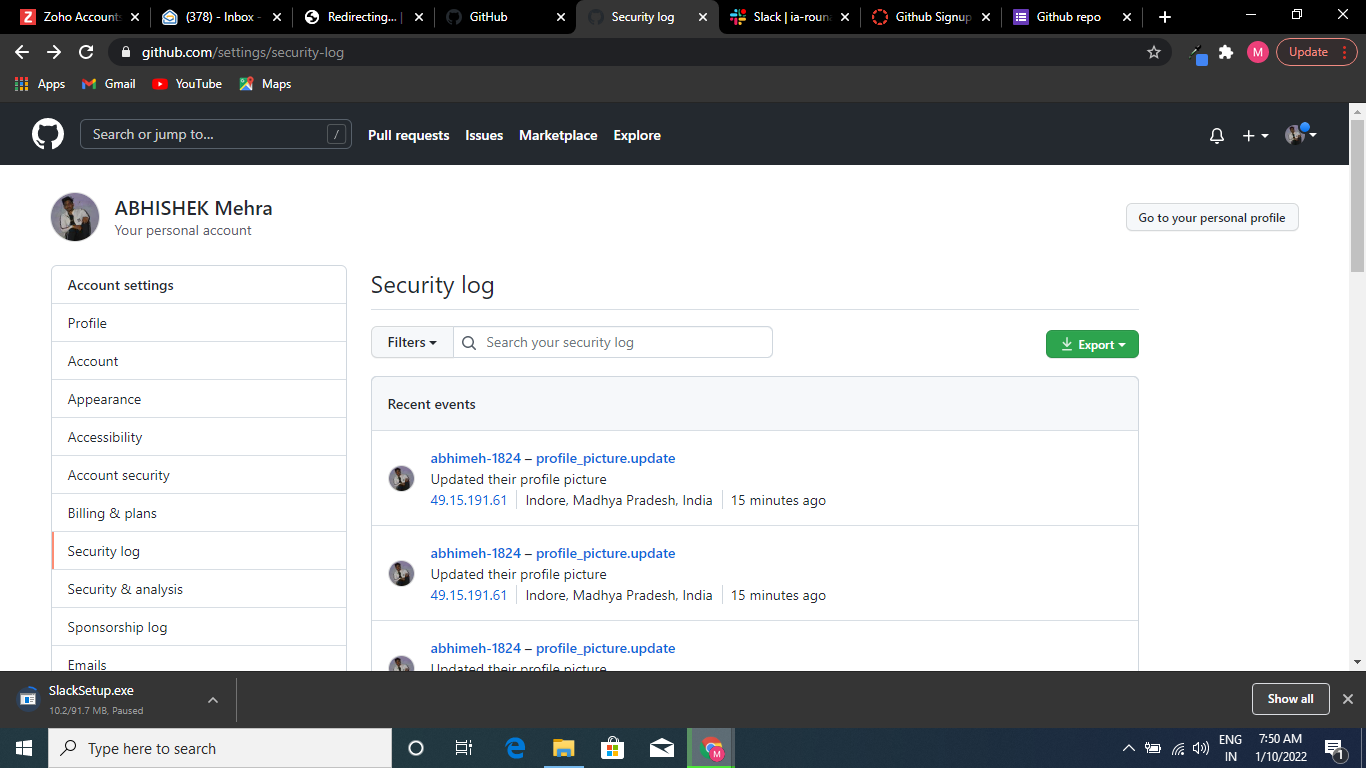 Zoho Accounts
(378) - Inbox -
Redirecting... |
GitHub
Security log
Slack | ia-roun
Github Signup
Github repo
github.com/settings/security-log
M
Update
Apps
Gmail
YouTube
Maps
Search or jump to...
/
Pull requests
Issues
Marketplace
Explore
ABHISHEK Mehra
Your personal account
Go to your personal profile
Account settings
Profile
Account
Appearance
Accessibility
Account security
Billing & plans
Security log
Security & analysis
Sponsorship log
Emails
Security log
Filters
Search your security log
Export
Recent events
abhimeh-1824 – profile_picture.update
Updated their profile picture
49.15.191.61 Indore, Madhya Pradesh, India 15 minutes ago
abhimeh-1824 – profile_picture.update
Updated their profile picture
49.15.191.61 Indore, Madhya Pradesh, India 15 minutes ago
abhimeh-1824 – profile_picture.update
Updated their profile picture
SlackSetup.exe
10.2/91.7 MB, Paused
Show all
Type here to search
M
ENG
IN
7:50 AM
1/10/2022
1